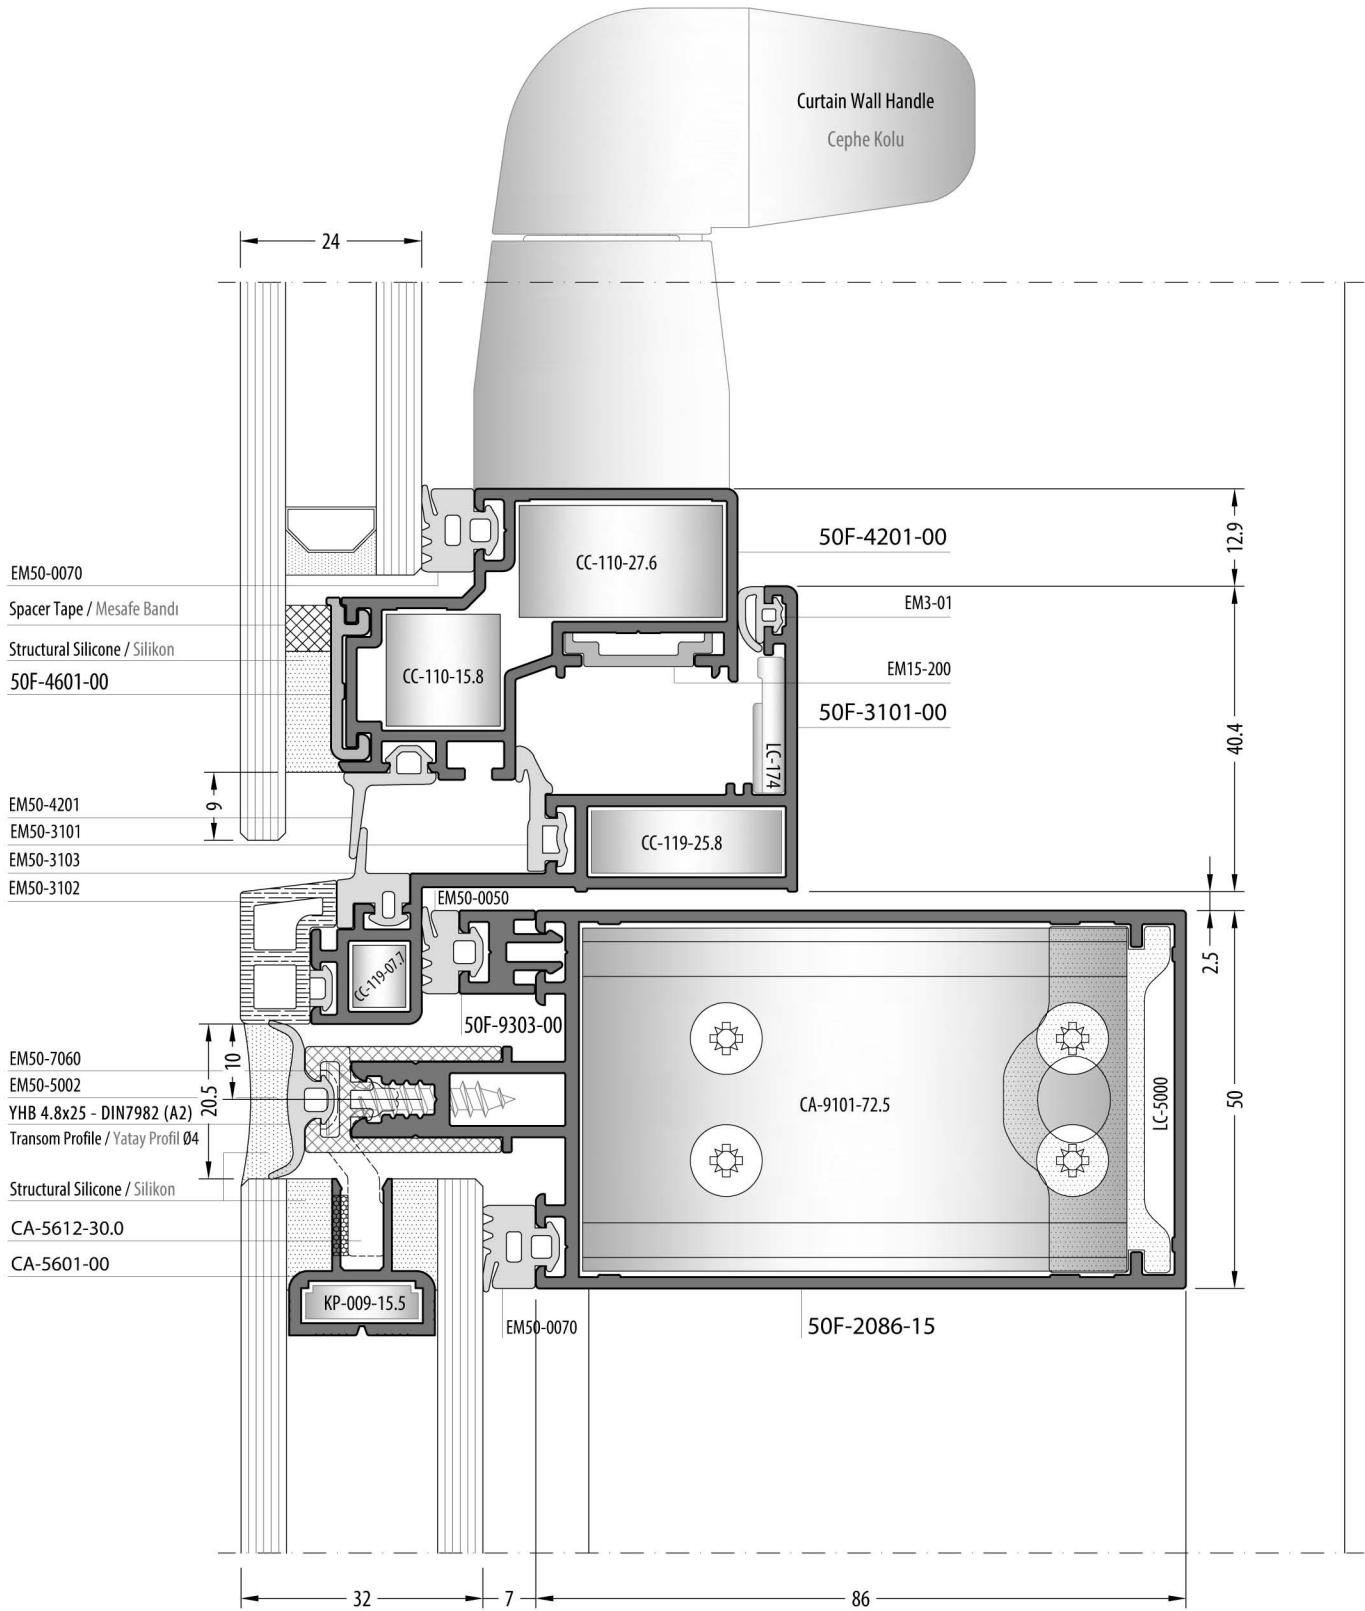 Curtain Wall Handle
Cephe Kolu
24
50F-4201-00
12.9
CC-110-27.6
EM50-0070
EM3-01
Spacer Tape / Mesafe Bandı
Structural Silicone / Silikon
EM15-200
CC-110-15.8
50F-4601-00
50F-3101-00
40.4
LC-174
9
EM50-4201
EM50-3101
CC-119-25.8
EM50-3103
EM50-3102
EM50-0050
2.5
CC-119-07.7
50F-9303-00
EM50-7060
10
EM50-5002
20.5
YHB 4.8x25 - DIN7982 (A2)
CA-9101-72.5
LC-5000
50
Transom Profile / Yatay Profil Ø4
Structural Silicone / Silikon
CA-5612-30.0
CA-5601-00
KP-009-15.5
EM50-0070
50F-2086-15
32
7
86